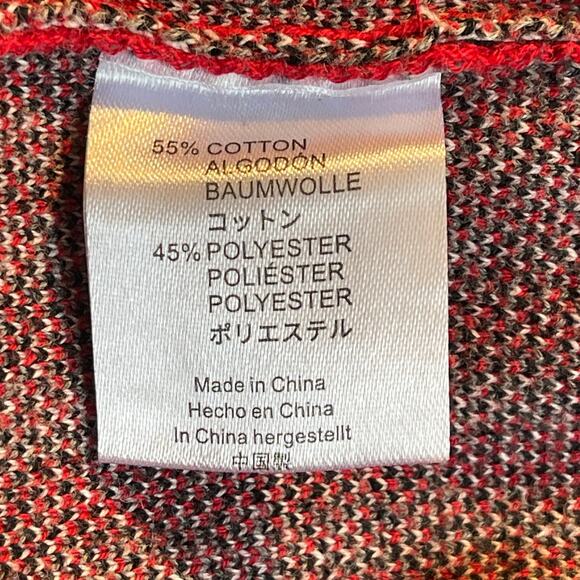 55% COTTON
ALGODÓN
BAUMWOLLE
コットン
45% POLYESTER
POLIÉSTER
POLYESTER
ポリエステル
Made in China
Hecho en China
In China hergestellt
中国製